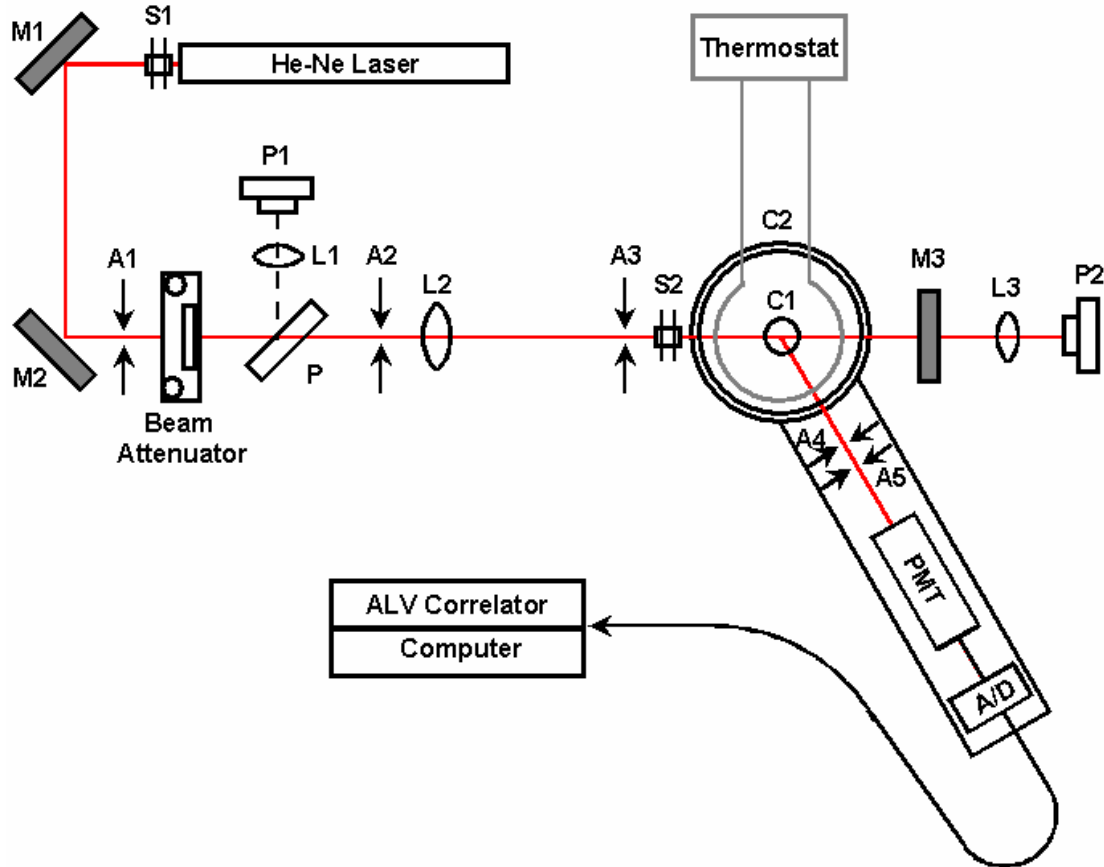 M1
S1
He-Ne Laser
Thermostat
P1
C2
A1
L1
A2
L2
A3
S2
C1
M3
L3
P2
M2
P
Beam
Attenuator
A4
A5
PMT
ALV Correlator
Computer
A/D